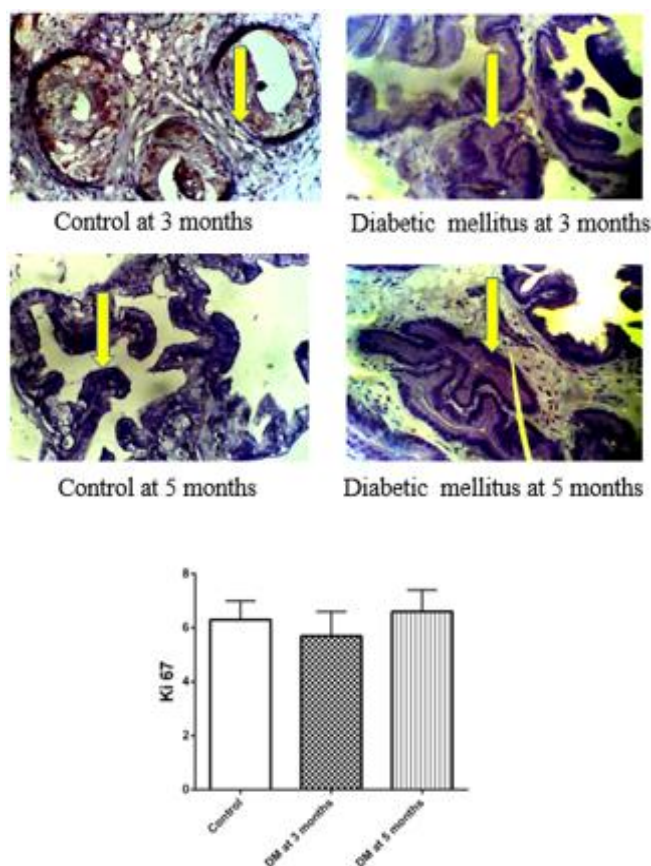 Control at 3 months
Diabetic mellitus at 3 months
Control at 5 months
Diabetic mellitus at 5 months
8
6
4
2
0
Ki 67
Control
DM at 3 months
DM at 5 months